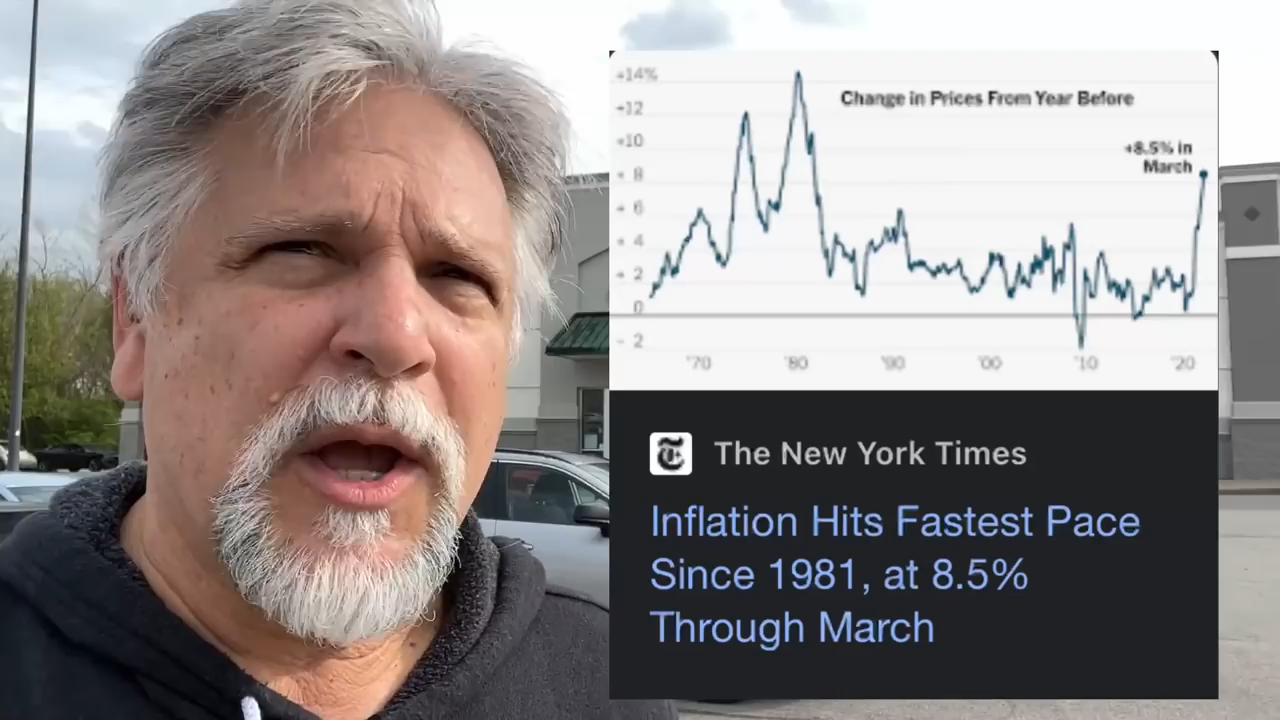 +14%
Change in Prices From Year Before
+12
+10
+8.5% in
March
+ 8
+ 6
+ 4
+ 2
0
- 2
'70 '80 '90 '00 '10 '20
The New York Times
Inflation Hits Fastest Pace
Since 1981, at 8.5%
Through March